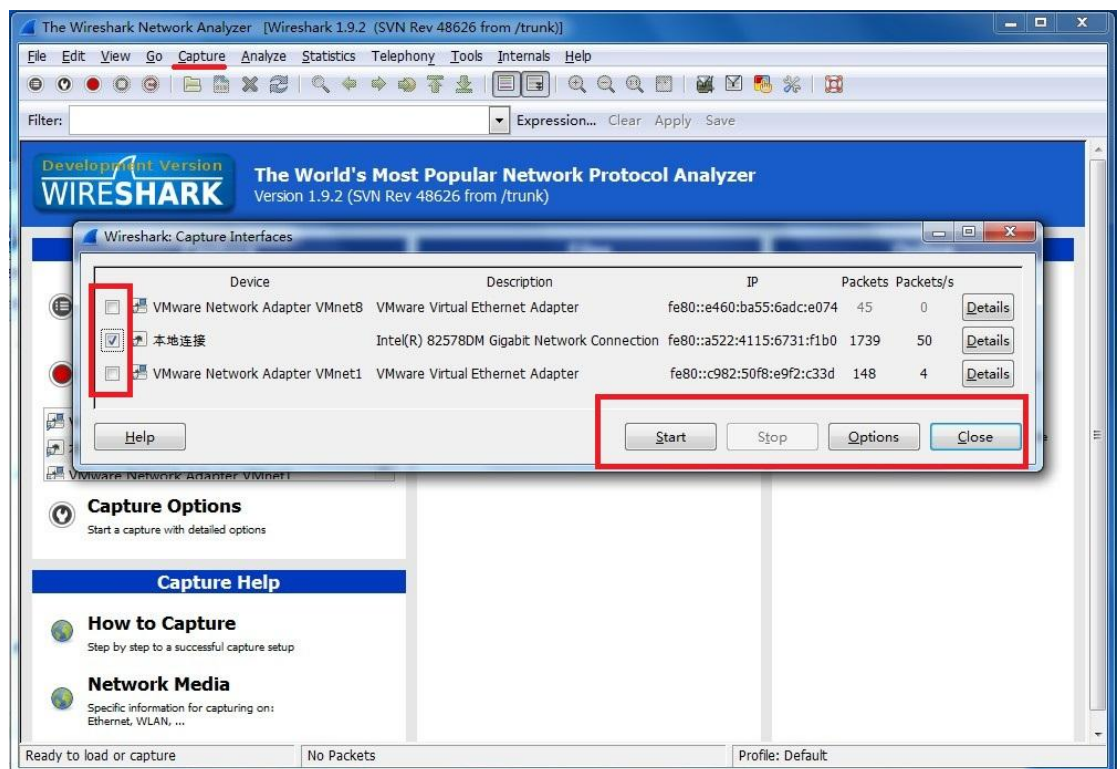 The Wireshark Network Analyzer [Wireshark 1.9.2 (SVN Rev 48626 from /trunk)]
File Edit View Go Capture Analyze Statistics Telephony Tools Internals Help
Filter: Expression... Clear Apply Save
Development Version
WIRESHARK
The World's Most Popular Network Protocol Analyzer
Version 1.9.2 (SVN Rev 48626 from /trunk)
Wireshark: Capture Interfaces
Device Description IP Packets Packets/s
VMware Network Adapter VMnet8 VMware Virtual Ethernet Adapter fe80::e460:ba55:6adc:e074 45 0 Details
本地连接 Intel(R) 82578DM Gigabit Network Connection fe80::a522:4115:6731:f1b0 1739 50 Details
VMware Network Adapter VMnet1 VMware Virtual Ethernet Adapter fe80::c982:50f8:e9f2:c33d 148 4 Details
Help Start Stop Options Close
VMware Network Adapter VMnet1
Capture Options
Start a capture with detailed options
Capture Help
How to Capture
Step by step to a successful capture setup
Network Media
Specific information for capturing on:
Ethernet, WLAN, ...
Ready to load or capture No Packets Profile: Default